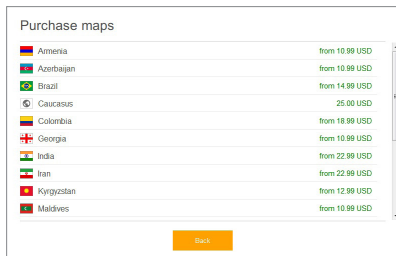 Purchase maps
Armenia from 10.99 USD
Azerbaijan from 10.99 USD
Brazil from 14.99 USD
Caucasus 25.00 USD
Colombia from 18.99 USD
Georgia from 10.99 USD
India from 22.99 USD
Iran from 22.99 USD
Kyrgyzstan from 12.99 USD
Maldives from 10.99 USD
Back